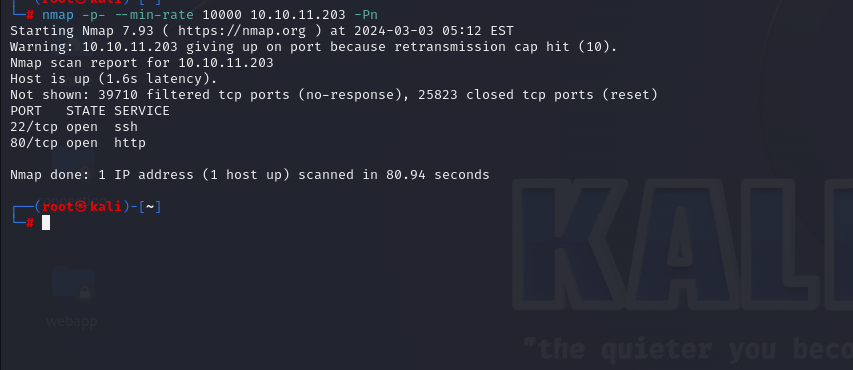 (root㉿kali)-[~]
└─# nmap -p- --min-rate 10000 10.10.11.203 -Pn
Starting Nmap 7.93 ( https://nmap.org ) at 2024-03-03 05:12 EST
Warning: 10.10.11.203 giving up on port because retransmission cap hit (10).
Nmap scan report for 10.10.11.203
Host is up (1.6s latency).
Not shown: 39710 filtered tcp ports (no-response), 25823 closed tcp ports (reset)
PORT   STATE SERVICE
22/tcp open  ssh
80/tcp open  http
Nmap done: 1 IP address (1 host up) scanned in 80.94 seconds
┌──(root㉿kali)-[~]
└─#
KALI
webapp
"the quieter you beco